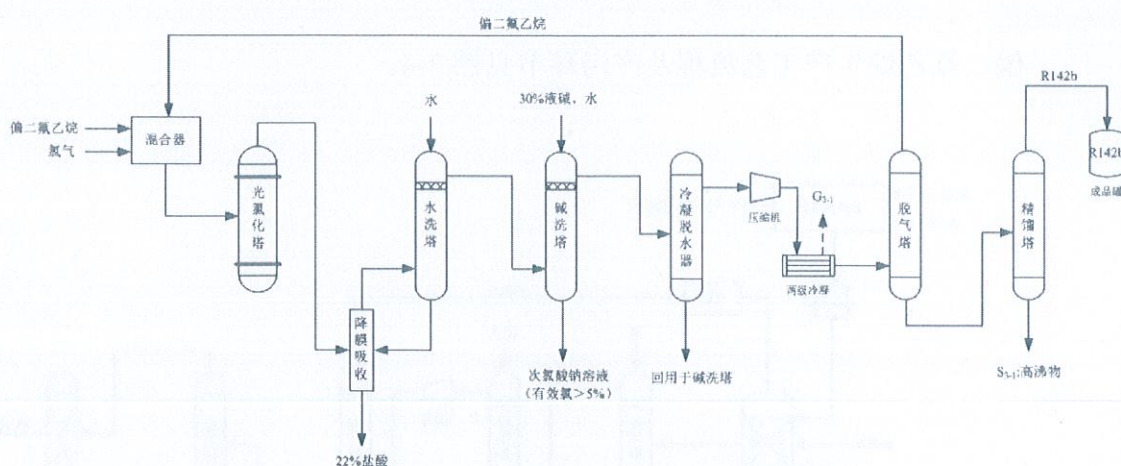 偏二氟乙烷
R142b
水
30%液碱、水
偏二氟乙烷
氯气
混合器
R142b
成品罐
光氯化塔
水洗塔
碱洗塔
冷凝脱水器
压缩机
G3-1
脱气塔
精馏塔
两级冷凝
降膜吸收
次氯酸钠溶液
（有效氯＞5%）
回用于碱洗塔
S3-1:高沸物
22%盐酸